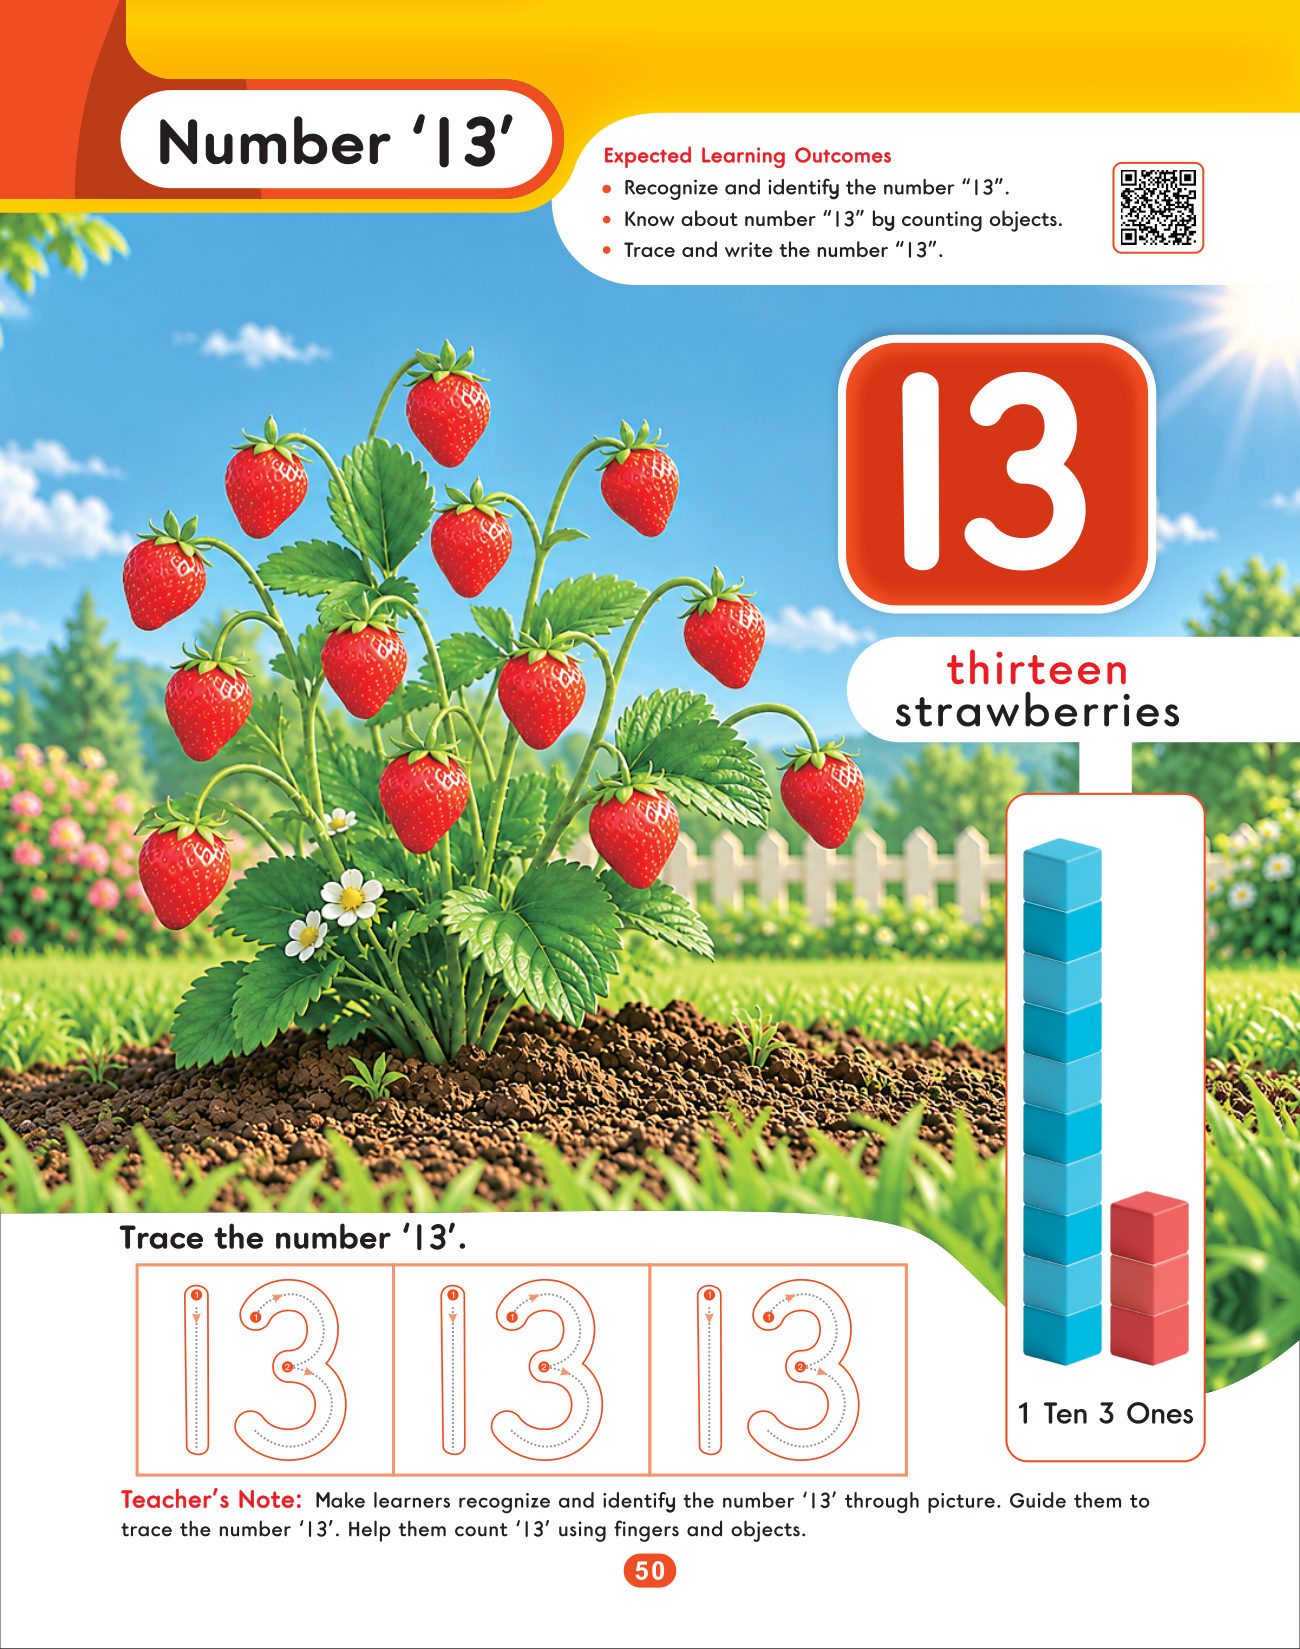 Number ‘13’
Expected Learning Outcomes
• Recognize and identify the number “13”.
• Know about number “13” by counting objects.
• Trace and write the number “13”.
13
thirteen
strawberries
1 Ten 3 Ones
Trace the number ‘13’.
13 13 13
Teacher’s Note: Make learners recognize and identify the number ‘13’ through picture. Guide them to
trace the number ‘13’. Help them count ‘13’ using fingers and objects.
50